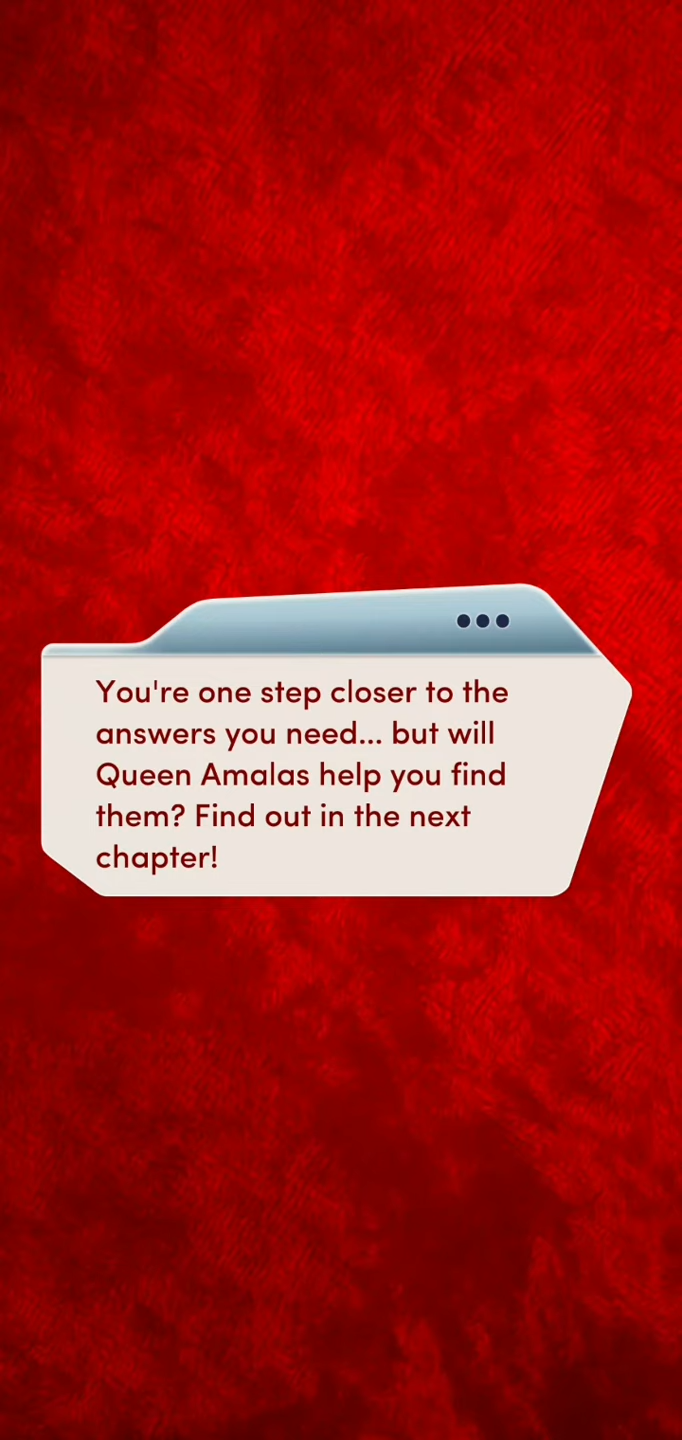 You're one step closer to the
answers you need... but will
Queen Amalas help you find
them? Find out in the next
chapter!